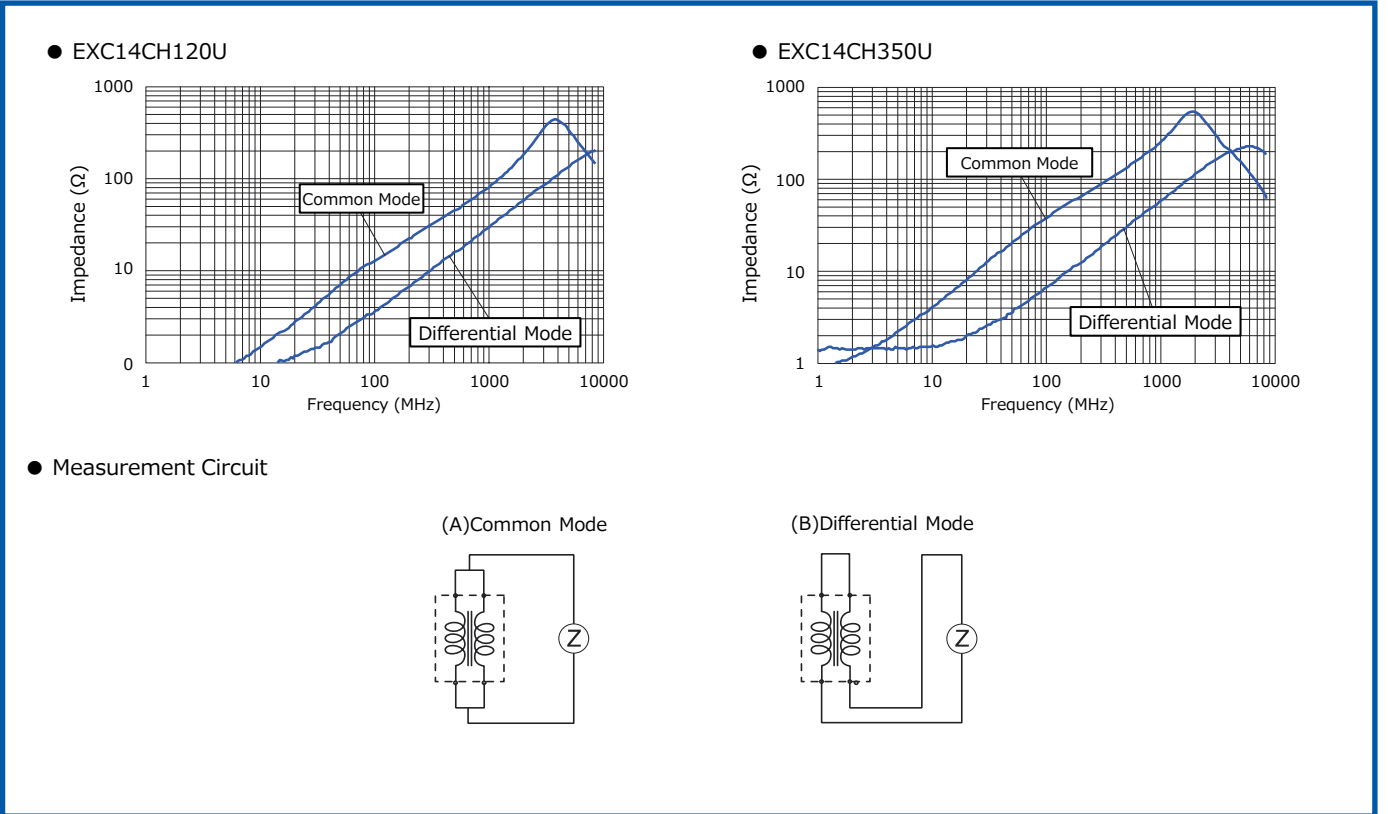 ● EXC14CH120U
1000
100
10
0
Impedance (Ω)
Common Mode
Differential Mode
1 10 100 1000 10000
Frequency (MHz)
● EXC14CH350U
1000
100
10
1
Impedance (Ω)
Common Mode
Differential Mode
1 10 100 1000 10000
Frequency (MHz)
● Measurement Circuit
(A)Common Mode
Z
(B)Differential Mode
Z